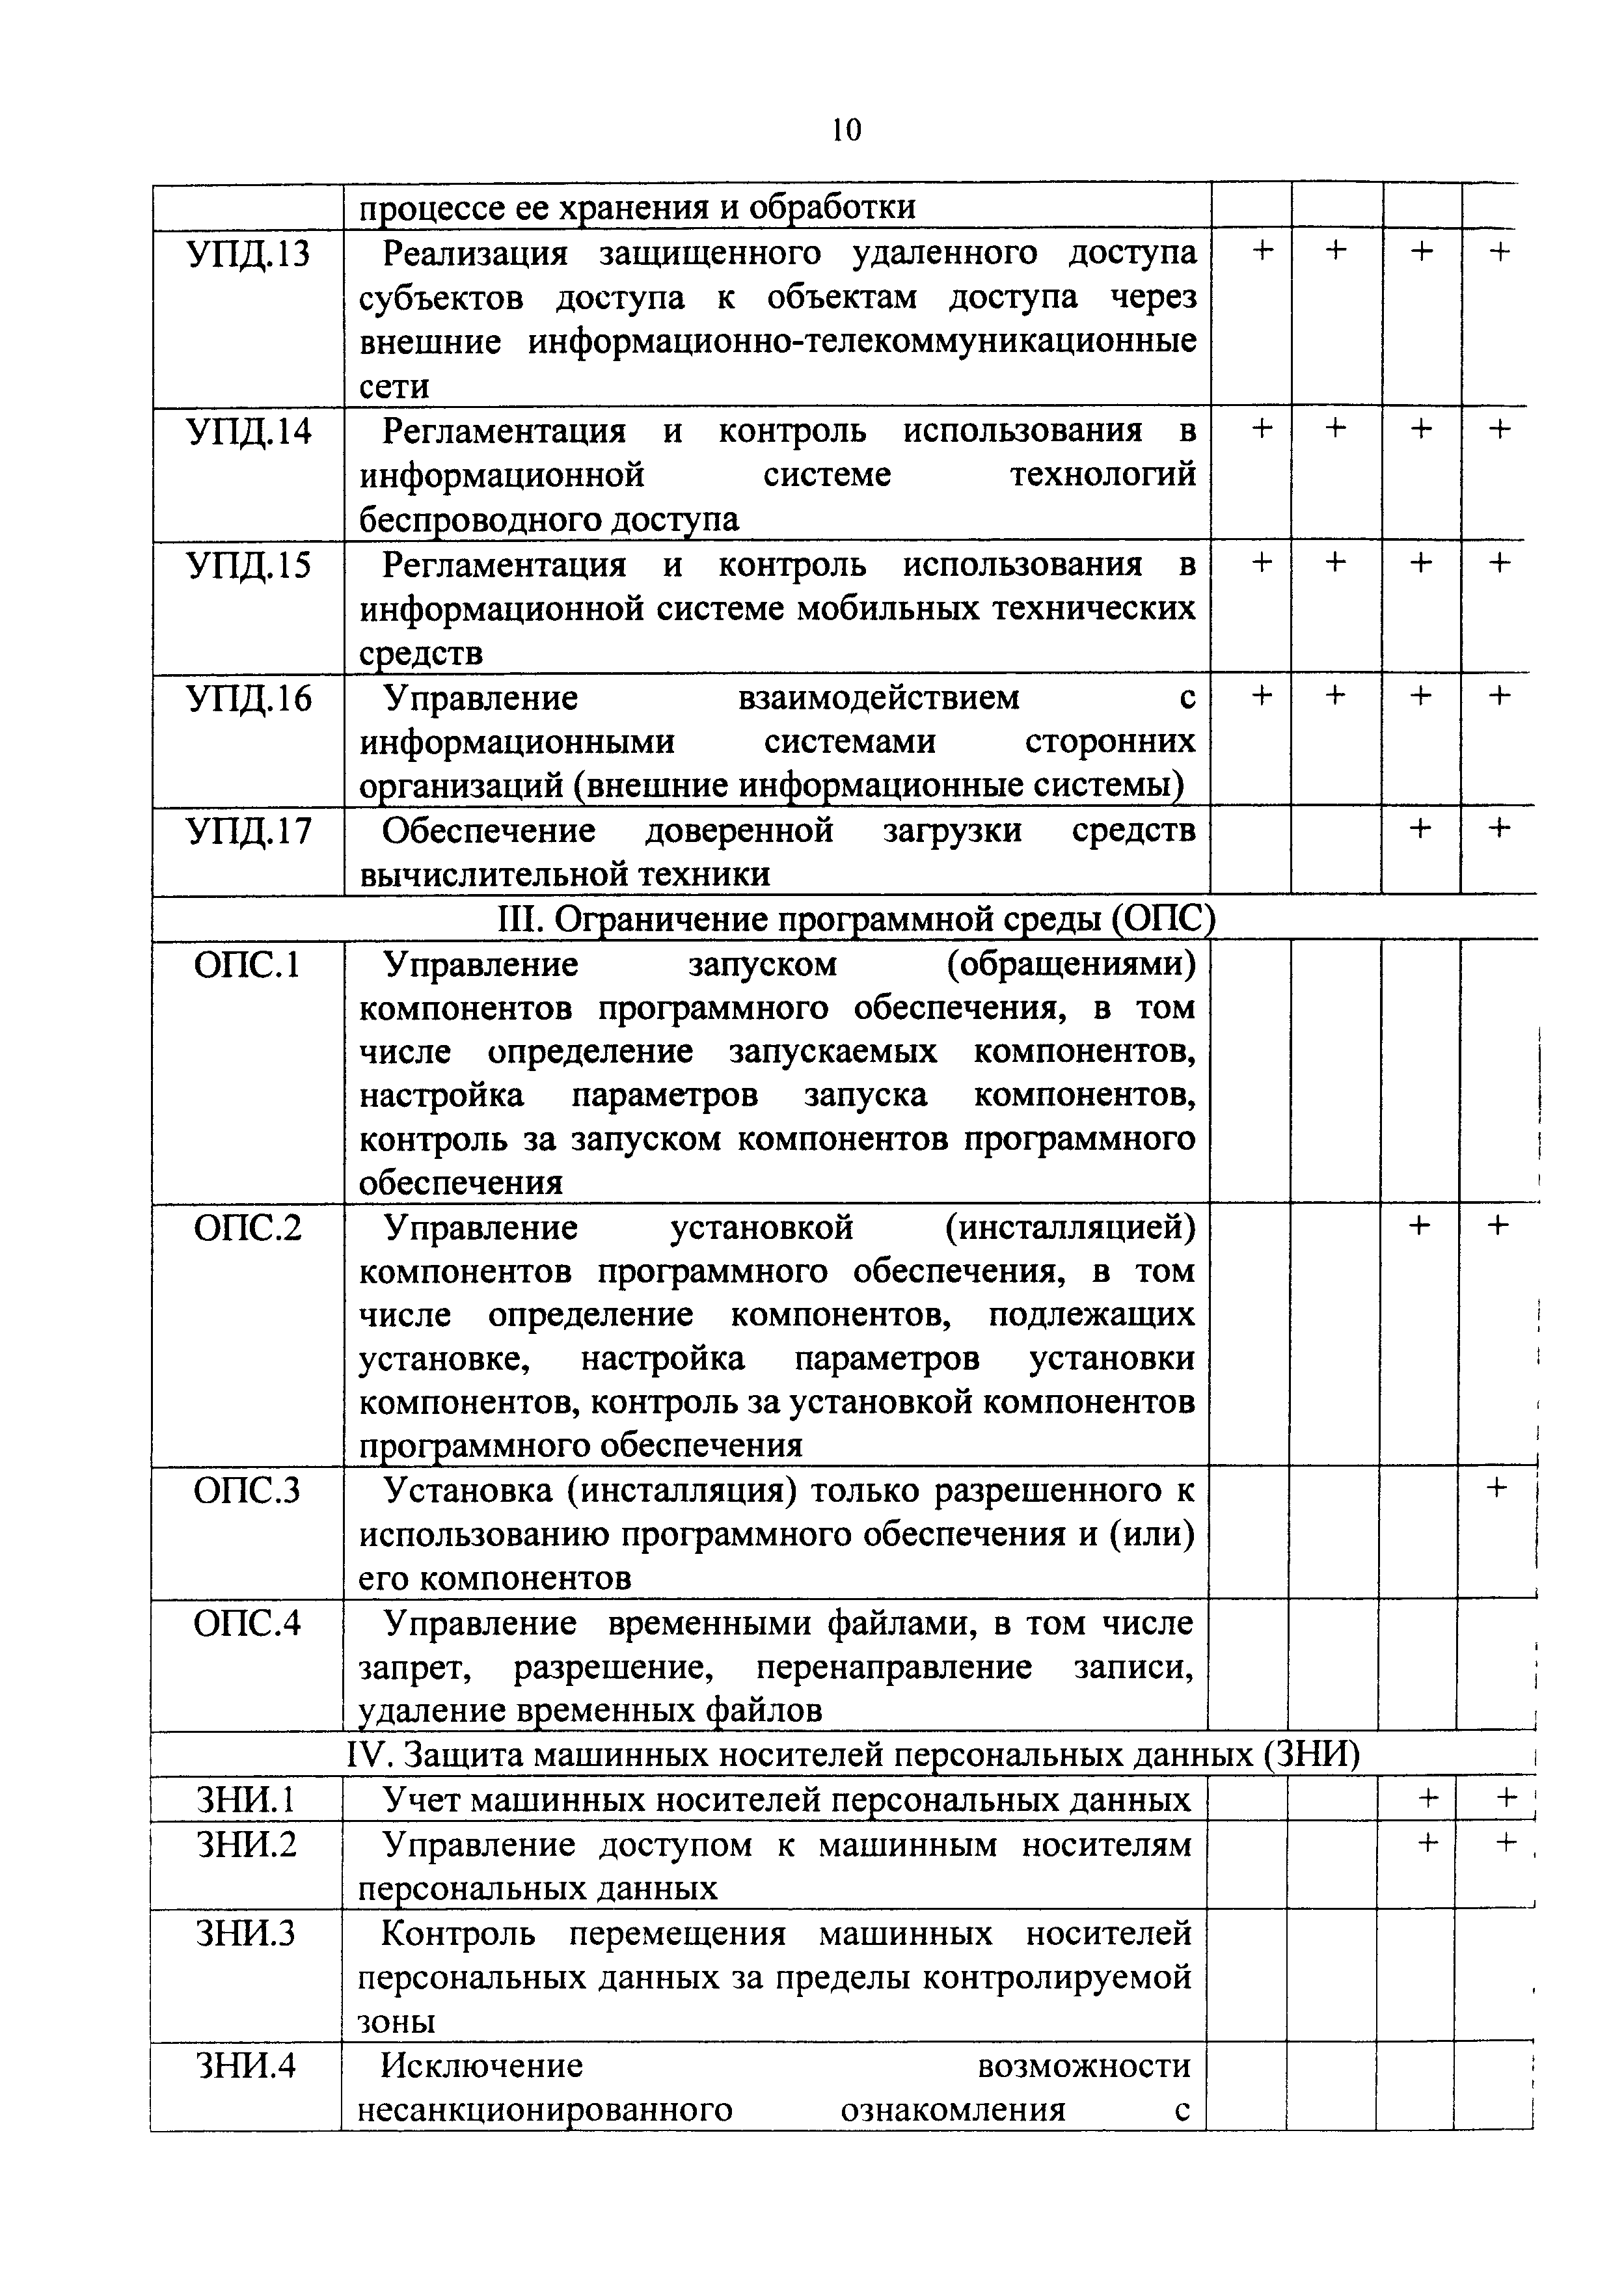 10
процессе ее хранения и обработки
УПД.13 Реализация защищенного удаленного доступа + + + +
субъектов доступа к объектам доступа через
внешние информационно-телекоммуникационные
сети
УПД.14 Регламентация и контроль использования в + + + +
информационной системе технологий
беспроводного доступа
УПД.15 Регламентация и контроль использования в + + + +
информационной системе мобильных технических
средств
УПД.16 Управление взаимодействием с + + + +
информационными системами сторонних
организаций (внешние информационные системы)
УПД.17 Обеспечение доверенной загрузки средств + +
вычислительной техники
III. Ограничение программной среды (ОПС)
ОПС.1 Управление запуском (обращениями)
компонентов программного обеспечения, в том
числе определение запускаемых компонентов,
настройка параметров запуска компонентов,
контроль за запуском компонентов программного
обеспечения
ОПС.2 Управление установкой (инсталляцией) + +
компонентов программного обеспечения, в том
числе определение компонентов, подлежащих
установке, настройка параметров установки
компонентов, контроль за установкой компонентов
программного обеспечения
ОПС.3 Установка (инсталляция) только разрешенного к +
использованию программного обеспечения и (или)
его компонентов
ОПС.4 Управление временными файлами, в том числе
запрет, разрешение, перенаправление записи,
удаление временных файлов
IV. Защита машинных носителей персональных данных (ЗНИ)
ЗНИ.1 Учет машинных носителей персональных данных + +
ЗНИ.2 Управление доступом к машинным носителям + +
персональных данных
ЗНИ.3 Контроль перемещения машинных носителей
персональных данных за пределы контролируемой
зоны
ЗНИ.4 Исключение возможности
несанкционированного ознакомления с